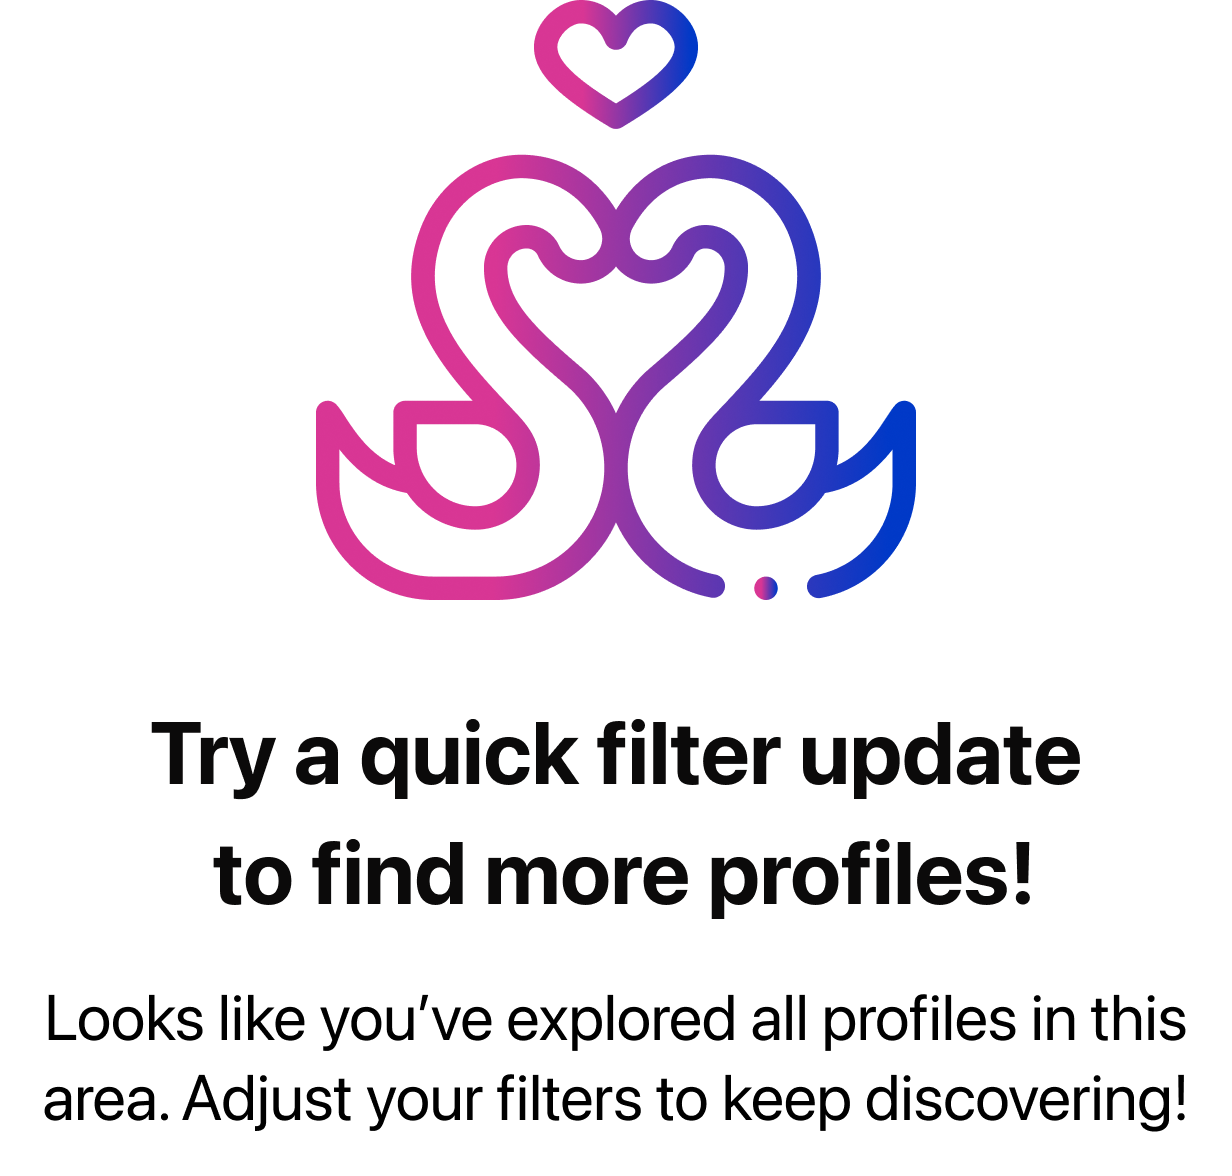 Try a quick filter update
to find more profiles!
Looks like you’ve explored all profiles in this
area. Adjust your filters to keep discovering!